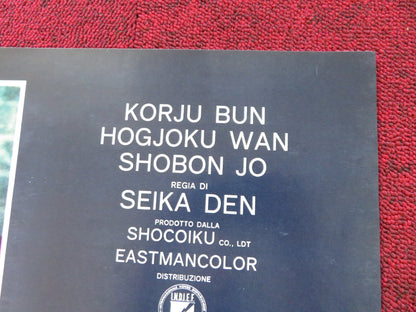 KORJU BUN
HOGJOKU WAN
SHOBON JO
REGIA DI
SEIKA DEN
PRODOTTO DALLA
SHOCOIKU CO., LDT
EASTMANCOLOR
DISTRIBUZIONE
I.N.D.I.E.F.